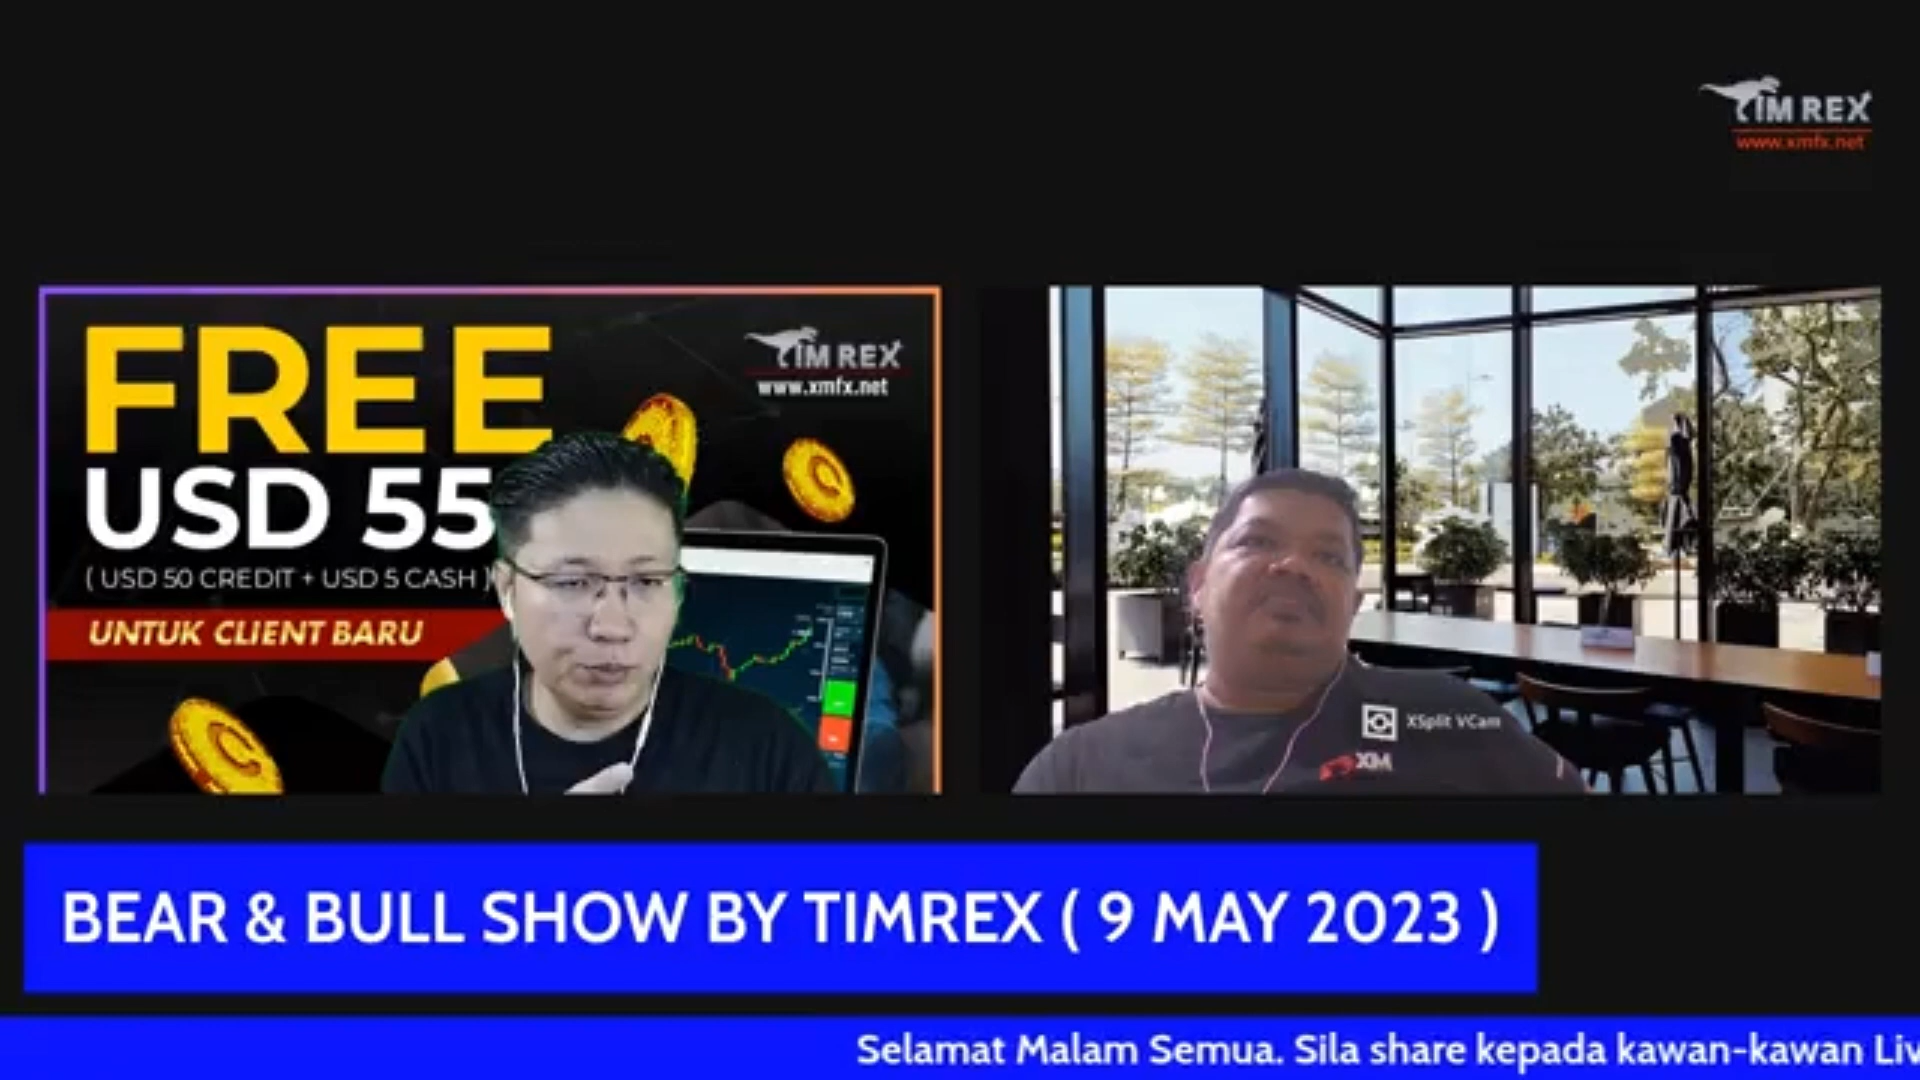 TIM REX
www.xmfx.net
FREE
USD 55
( USD 50 CREDIT + USD 5 CASH )
UNTUK CLIENT BARU
TIM REX
www.xmfx.net
XSplit VCam
XM
BEAR & BULL SHOW BY TIMREX ( 9 MAY 2023 )
Selamat Malam Semua. Sila share kepada kawan-kawan Liv